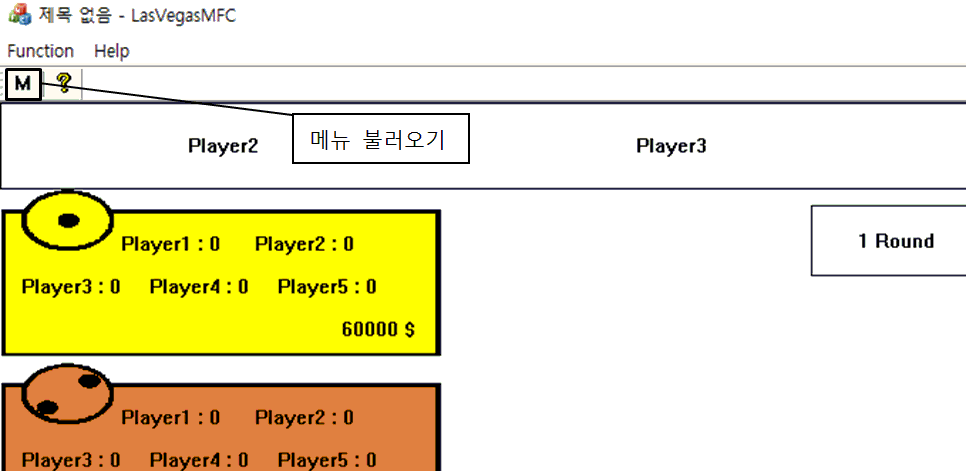 제목 없음 - LasVegasMFC
Function Help
M ?
Player2 메뉴 불러오기 Player3
Player1 : 0 Player2 : 0
1 Round
Player3 : 0 Player4 : 0 Player5 : 0
60000 $
Player1 : 0 Player2 : 0
Player3 : 0 Player4 : 0 Player5 : 0